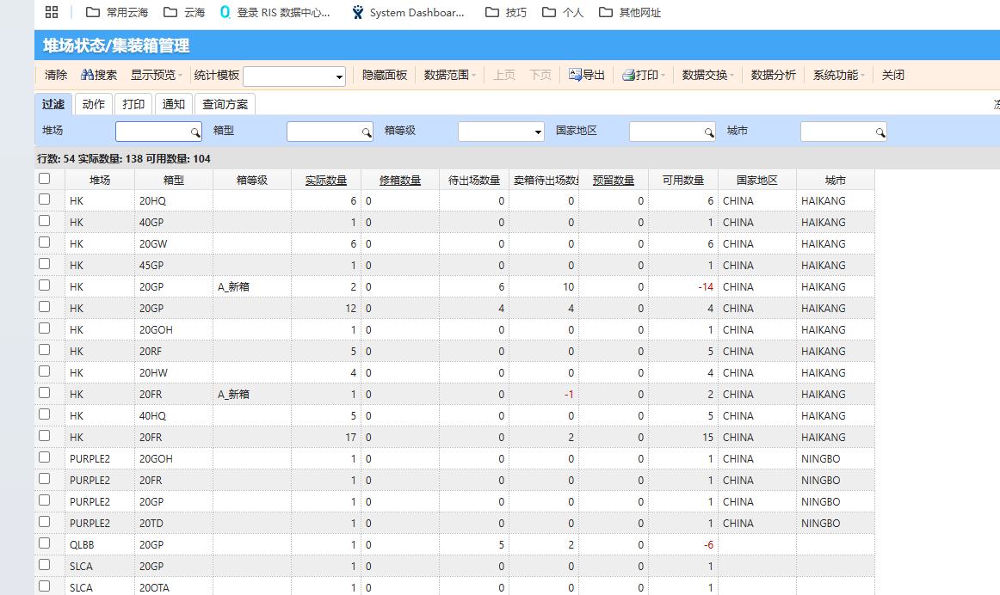 常用云海 云海 登录 RIS 数据中心... System Dashboar... 技巧 个人 其他网址
堆场状态/集装箱管理
清除 搜索 显示预览 统计模板 隐藏面板 数据范围 上页 下页 导出 打印 数据交换 数据分析 系统功能 关闭
过滤 动作 打印 通知 查询方案
堆场 箱型 箱等级 国家地区 城市
行数: 54 实际数量: 138 可用数量: 104
堆场 箱型 箱等级 实际数量 修箱数量 待出场数量 卖箱待出场数 预留数量 可用数量 国家地区 城市
HK 20HQ 6 0 0 0 0 6 CHINA HAIKANG
HK 40GP 1 0 0 0 0 1 CHINA HAIKANG
HK 20GW 6 0 0 0 0 6 CHINA HAIKANG
HK 45GP 1 0 0 0 0 1 CHINA HAIKANG
HK 20GP A_新箱 2 0 6 10 0 -14 CHINA HAIKANG
HK 20GP 12 0 4 4 0 4 CHINA HAIKANG
HK 20GOH 1 0 0 0 0 1 CHINA HAIKANG
HK 20RF 5 0 0 0 0 5 CHINA HAIKANG
HK 20HW 4 0 0 0 0 4 CHINA HAIKANG
HK 20FR A_新箱 1 0 0 -1 0 2 CHINA HAIKANG
HK 40HQ 5 0 0 0 0 5 CHINA HAIKANG
HK 20FR 17 0 0 2 0 15 CHINA HAIKANG
PURPLE2 20GOH 1 0 0 0 0 1 CHINA NINGBO
PURPLE2 20FR 1 0 0 0 0 1 CHINA NINGBO
PURPLE2 20GP 1 0 0 0 0 1 CHINA NINGBO
PURPLE2 20TD 1 0 0 0 0 1 CHINA NINGBO
QLBB 20GP 1 0 5 2 0 -6
SLCA 20GP 1 0 0 0 0 1
SLCA 20OTA 1 0 0 0 0 1